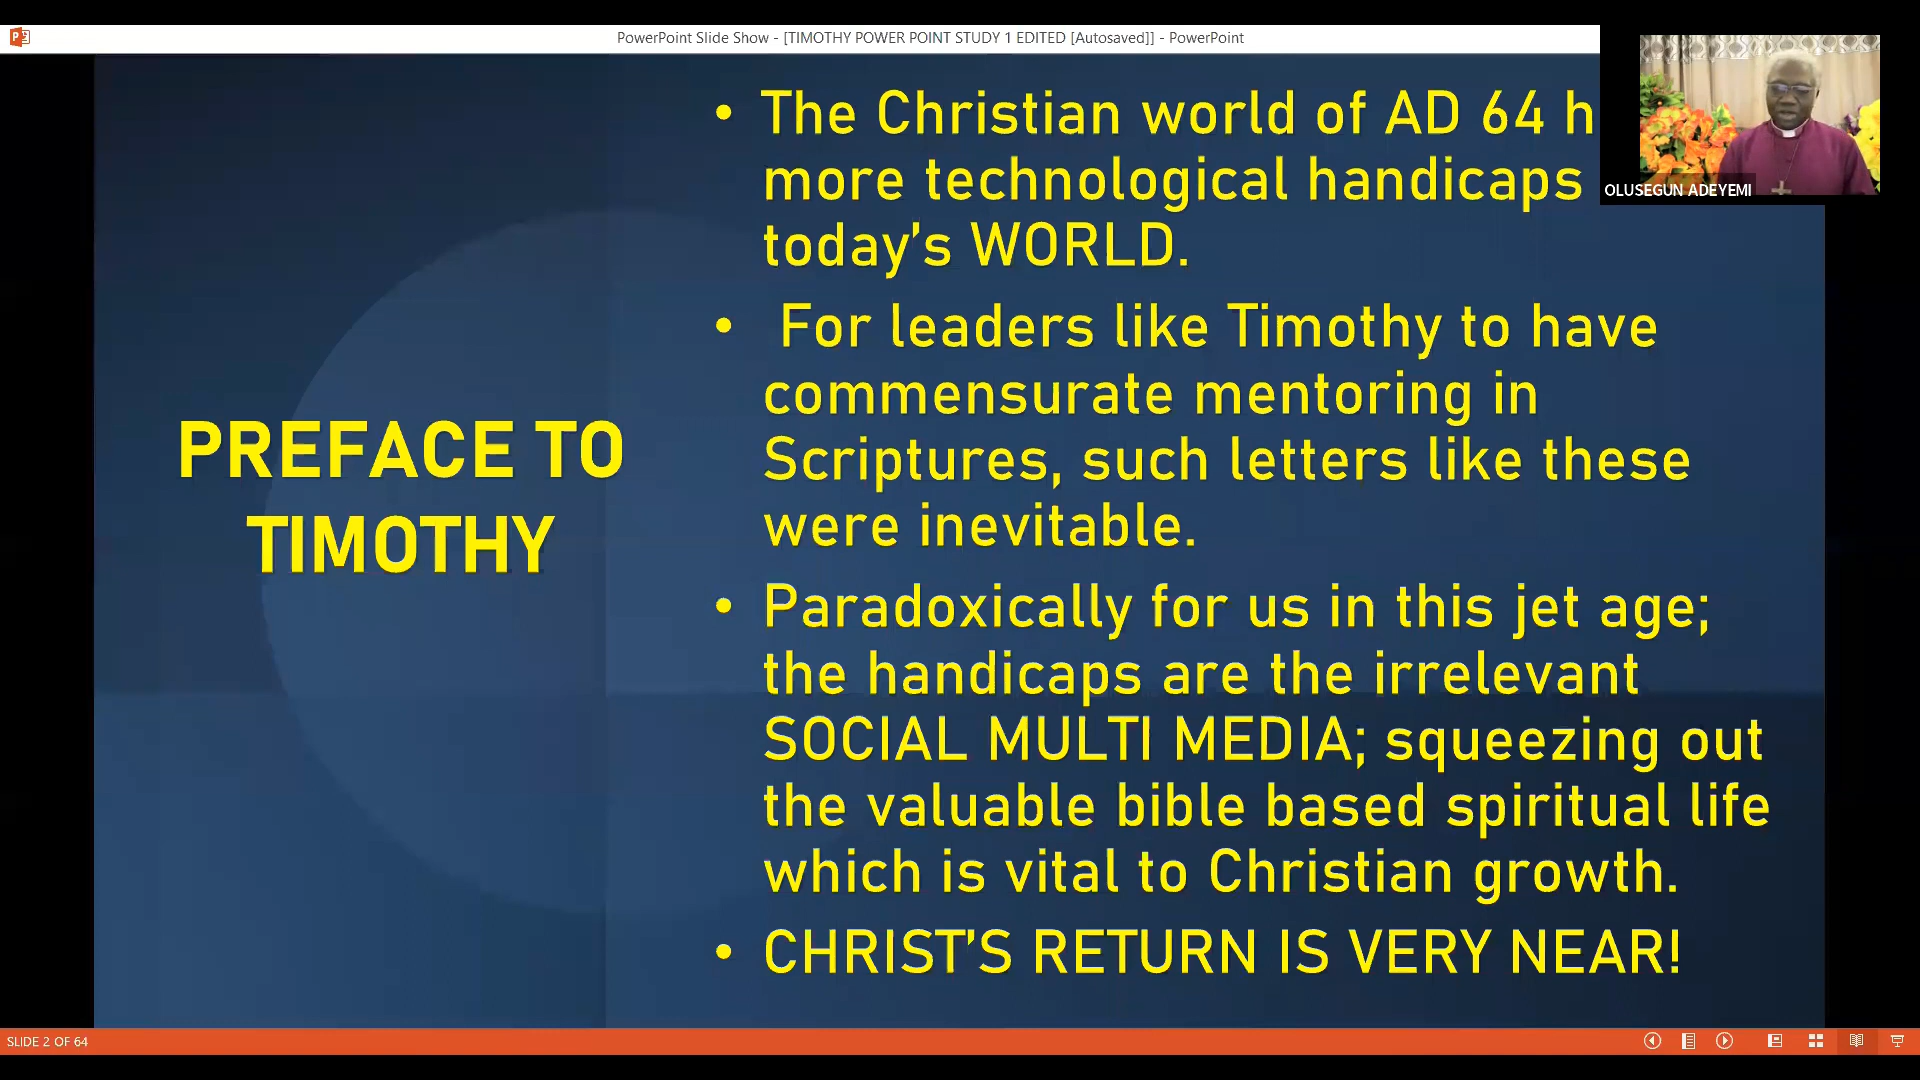 PowerPoint Slide Show - [TIMOTHY POWER POINT STUDY 1 EDITED [Autosaved]] - PowerPoint
OLUSEGUN ADEYEMI
PREFACE TO
TIMOTHY
• The Christian world of AD 64 h
more technological handicaps
today's WORLD.
• For leaders like Timothy to have
commensurate mentoring in
Scriptures, such letters like these
were inevitable.
• Paradoxically for us in this jet age;
the handicaps are the irrelevant
SOCIAL MULTI MEDIA; squeezing out
the valuable bible based spiritual life
which is vital to Christian growth.
• CHRIST'S RETURN IS VERY NEAR!
SLIDE 2 OF 64